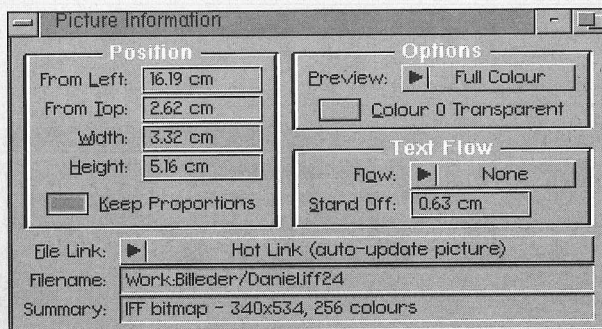 Picture Information
Position
From Left: 16.19 cm
From Top: 2.62 cm
Width: 3.32 cm
Height: 5.16 cm
Keep Proportions
Options
Preview: Full Colour
Colour 0 Transparent
Text Flow
Flow: None
Stand Off: 0.63 cm
File Link: Hot Link (auto-update picture)
Filename: Work:Billeder/Daniel.iff24
Summary: IFF bitmap - 340x534, 256 colours